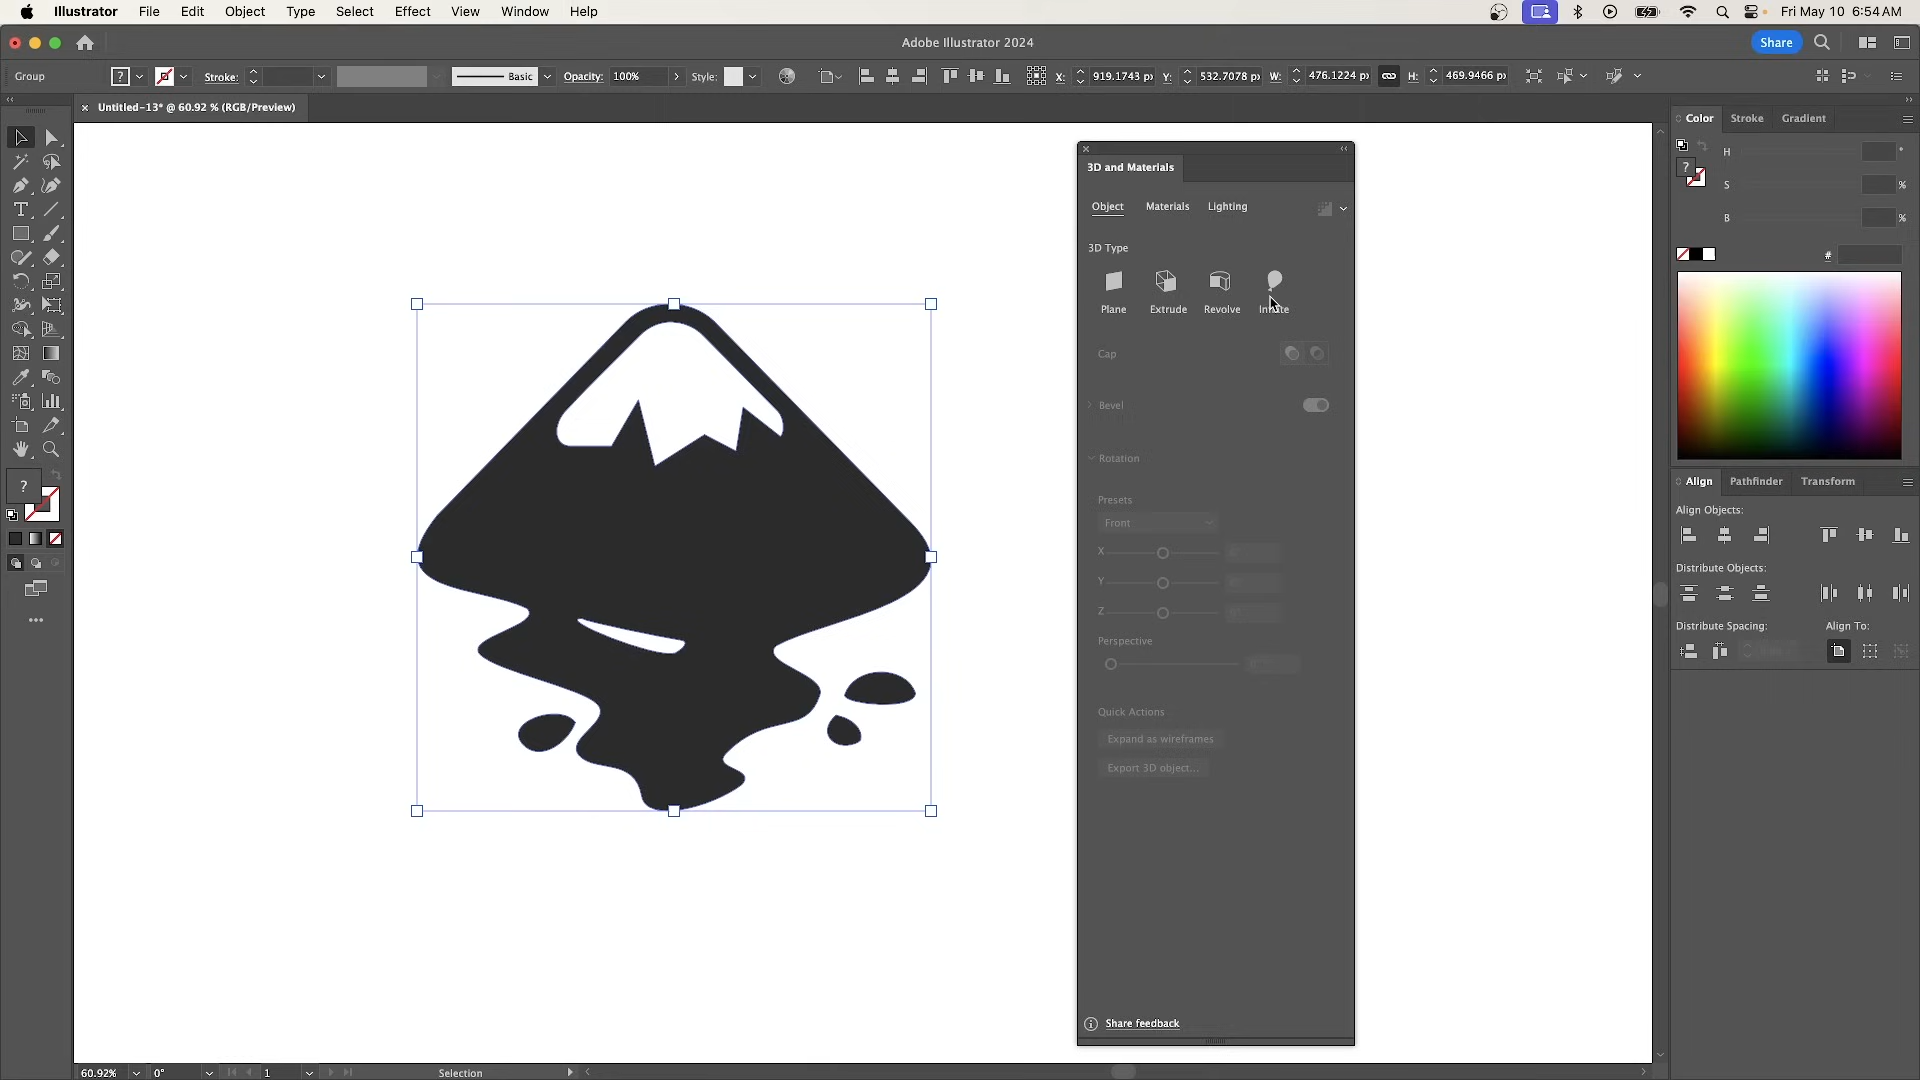 Illustrator File Edit Object Type Select Effect View Window Help Fri May 10 6:54 AM
Adobe Illustrator 2024 Share
Group ? Stroke: Basic Opacity: 100% Style: X: 919.1743 p Y: 532.7078 p W: 476.1224 p H: 469.9466 p
× Untitled-13* @ 60.92 % (RGB/Preview)
3D and Materials
Object Materials Lighting
3D Type
Plane Extrude Revolve
Cap
Bevel
Rotation
Presets
Front
X
Y
Z
Perspective
Quick Actions
Expand as wireframes
Export 3D object...
Share feedback
Color Stroke Gradient
H °
?
S %
B %
#
Align Pathfinder Transform
Align Objects:
Distribute Objects:
Distribute Spacing: Align To:
?
60.92% 0° 1 Selection